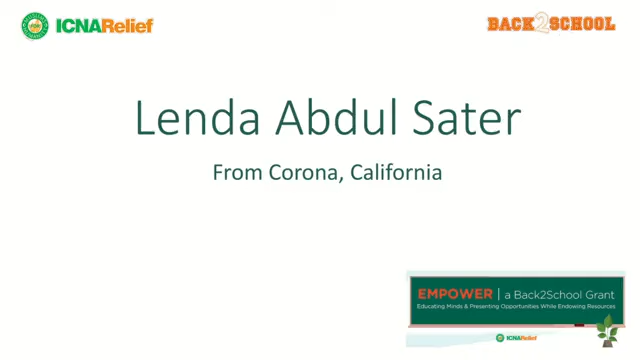 ICNARelief
BACK2SCHOOL
Lenda Abdul Sater
From Corona, California
EMPOWER | a Back2School Grant
Educating Minds & Presenting Opportunities While Endowing Resources
ICNARelief